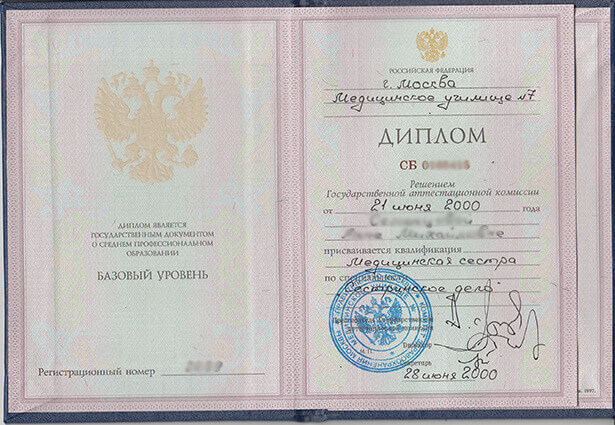 ДИПЛОМ ЯВЛЯЕТСЯ
ГОСУДАРСТВЕННЫМ ДОКУМЕНТОМ
О СРЕДНЕМ ПРОФЕССИОНАЛЬНОМ
ОБРАЗОВАНИИ
БАЗОВЫЙ УРОВЕНЬ
Регистрационный номер
РОССИЙСКАЯ ФЕДЕРАЦИЯ
г. Москва
Медицинское училище №7
ДИПЛОМ
СБ
Решением
Государственной аттестационной комиссии
от 21 июня 2000 года
присваивается квалификация
Медицинская сестра
по
Сестринское дело
Председатель Государственной
28 июня 2000